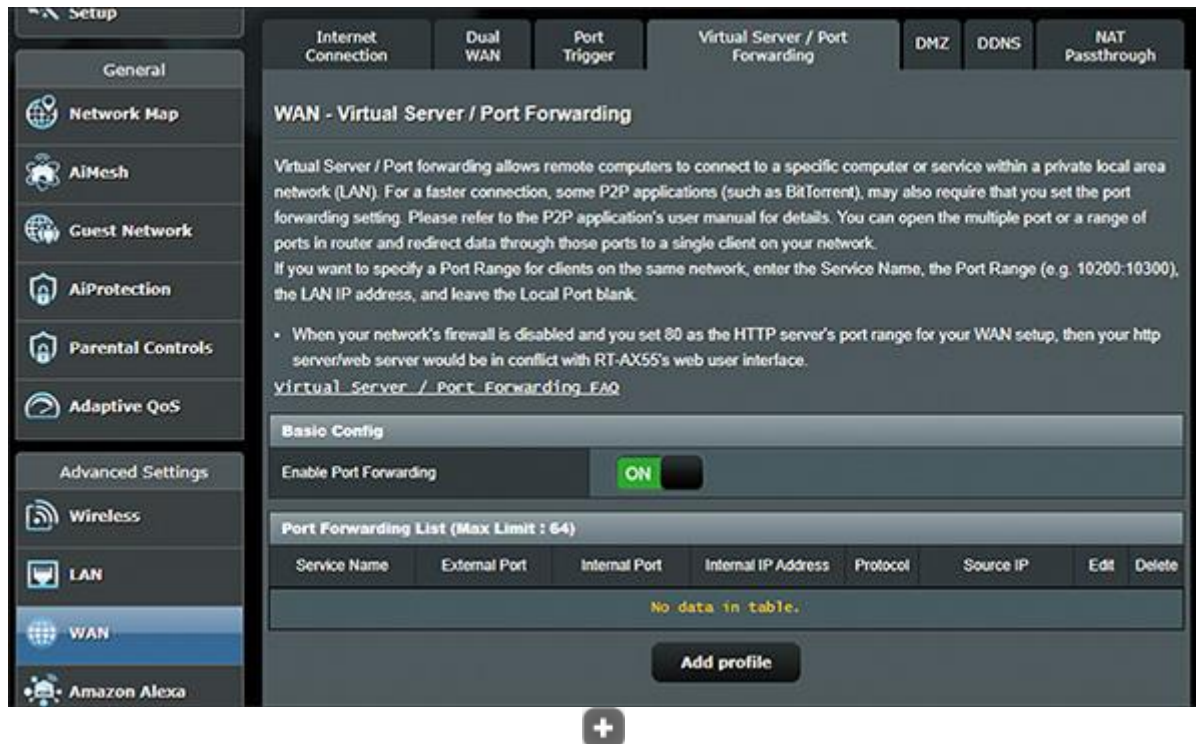 Setup
General
Network Map
AiMesh
Guest Network
AiProtection
Parental Controls
Adaptive QoS
Advanced Settings
Wireless
LAN
WAN
Amazon Alexa
Internet
Connection
Dual
WAN
Port
Trigger
Virtual Server / Port
Forwarding
DMZ
DDNS
NAT
Passthrough
WAN - Virtual Server / Port Forwarding
Virtual Server / Port forwarding allows remote computers to connect to a specific computer or service within a private local area
network (LAN). For a faster connection, some P2P applications (such as BitTorrent), may also require that you set the port
forwarding setting. Please refer to the P2P application's user manual for details. You can open the multiple port or a range of
ports in router and redirect data through those ports to a single client on your network.
If you want to specify a Port Range for clients on the same network, enter the Service Name, the Port Range (e.g. 10200:10300),
the LAN IP address, and leave the Local Port blank.
• When your network's firewall is disabled and you set 80 as the HTTP server's port range for your WAN setup, then your http
server/web server would be in conflict with RT-AX55's web user interface.
Virtual Server / Port Forwarding FAQ
Basic Config
Enable Port Forwarding ON
Port Forwarding List (Max Limit : 64)
Service Name External Port Internal Port Internal IP Address Protocol Source IP Edit Delete
No data in table.
Add profile